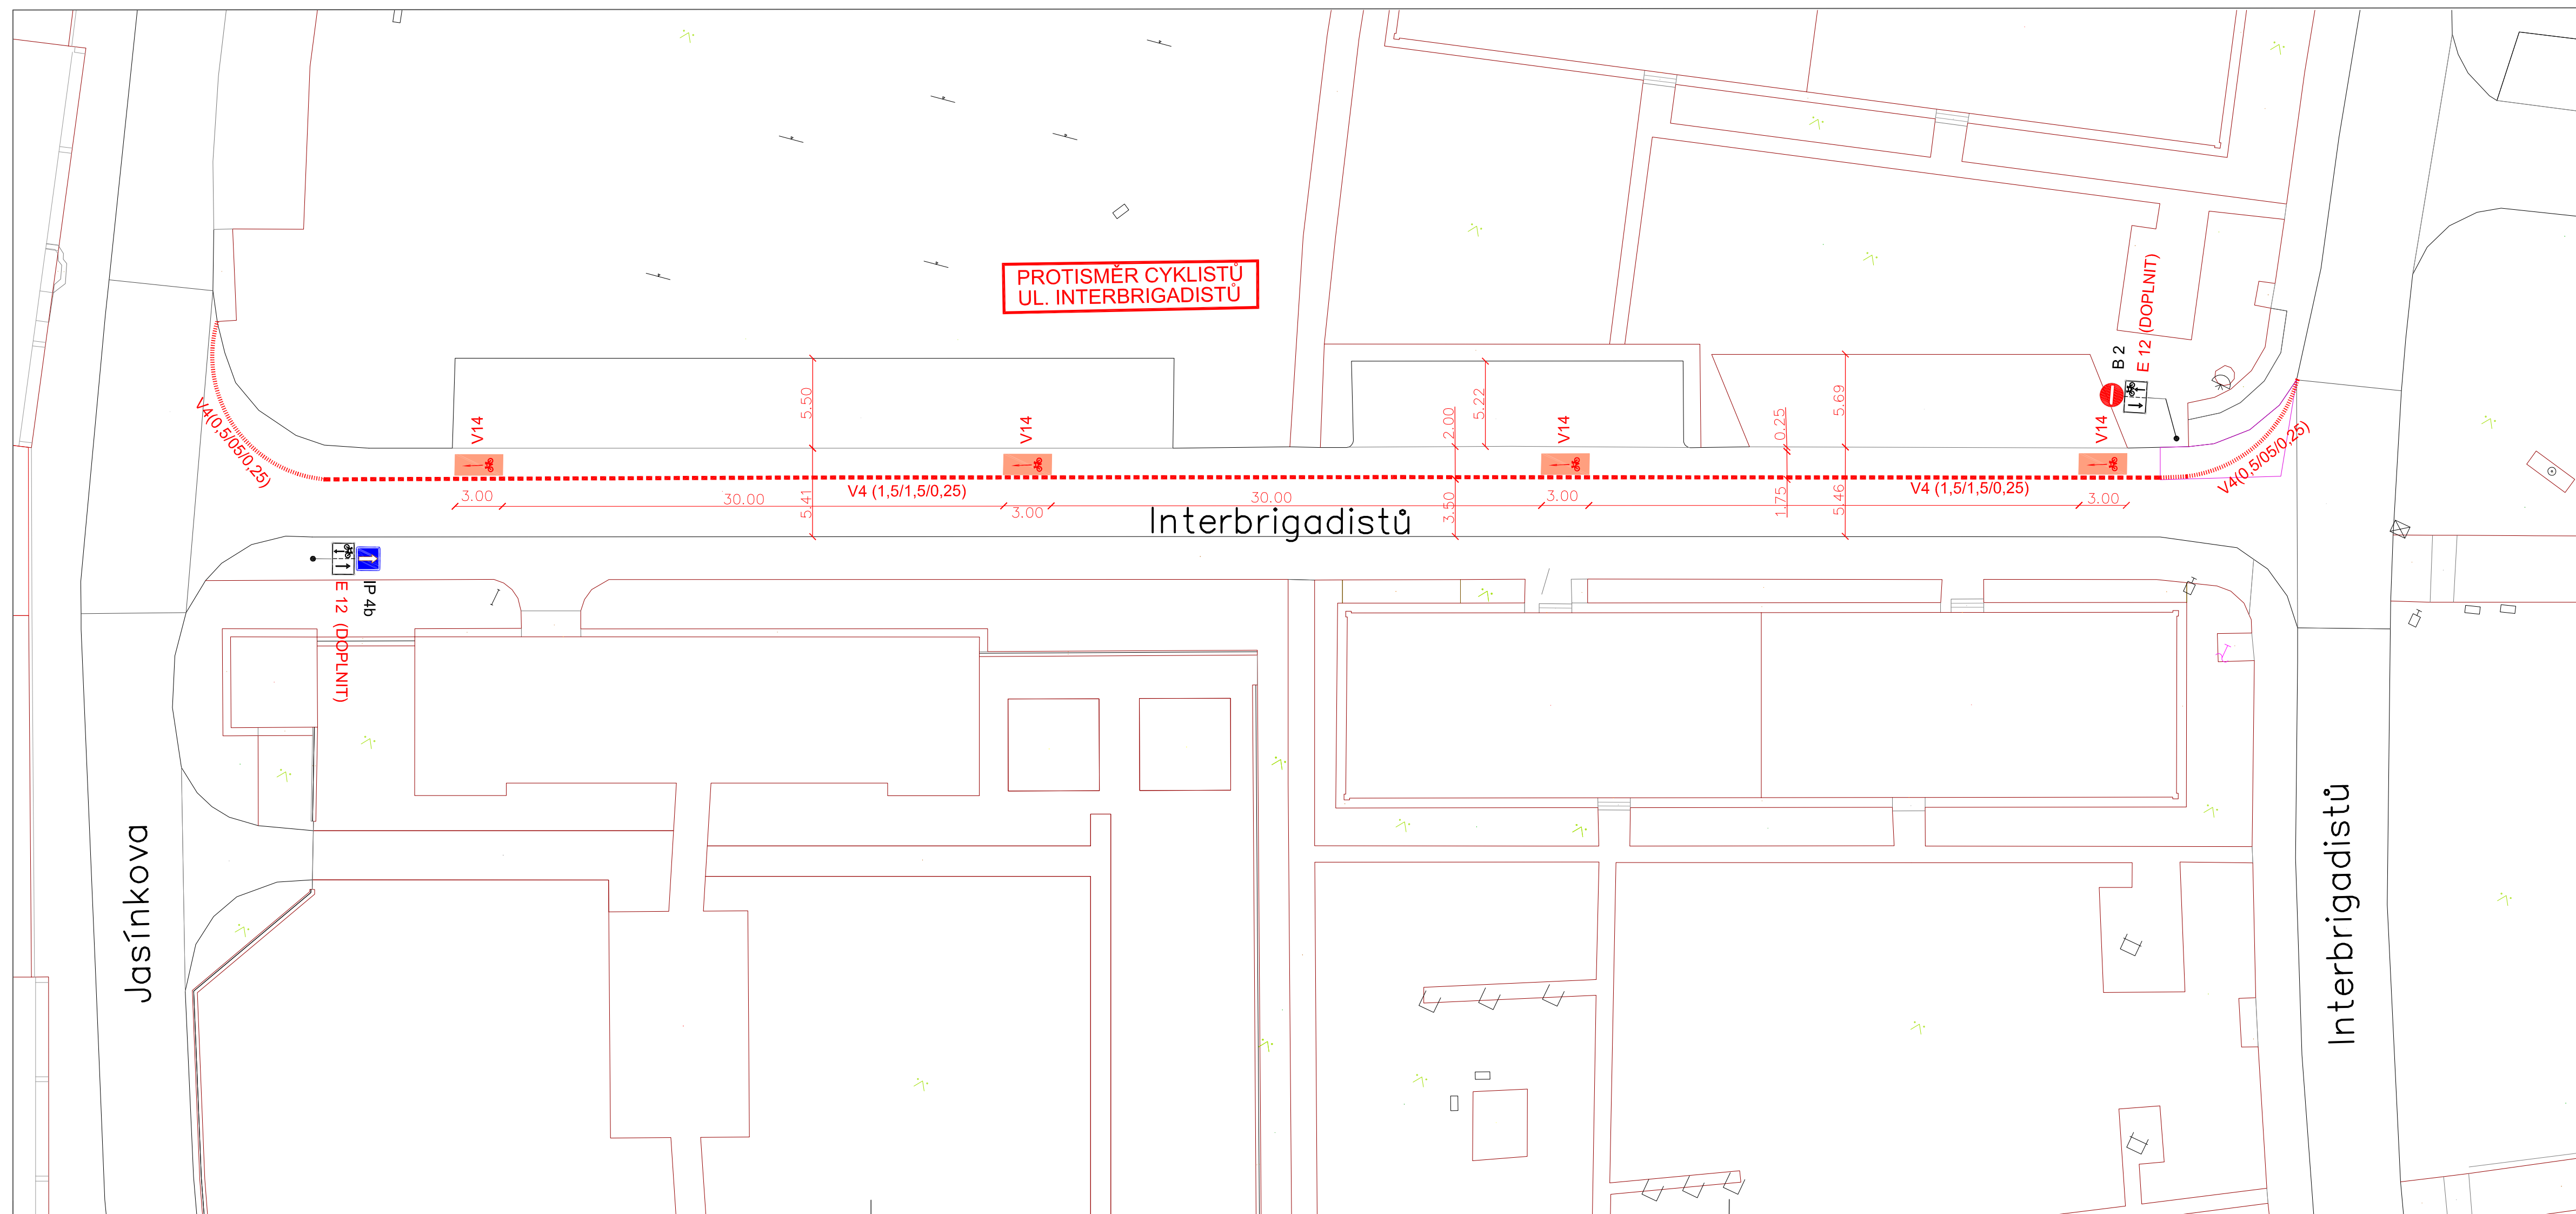 PROTISMĚR CYKLISTŮ
UL. INTERBRIGADISTŮ
E 12 (DOPLNIT)
B 2
V14
V14
V14
V14
5.50
5.22
2.00
0.25
5.69
V4(0,5/05/0,25)
V4(0,5/05/0,25)
3.00
30.00
5.41
V4 (1,5/1,5/0,25)
3.00
30.00
3.50
3.00
1.75
5.46
V4 (1,5/1,5/0,25)
3.00
Interbrigadistů
E 12 (DOPLNIT)
IP 4b
Jasínkova
Interbrigadistů